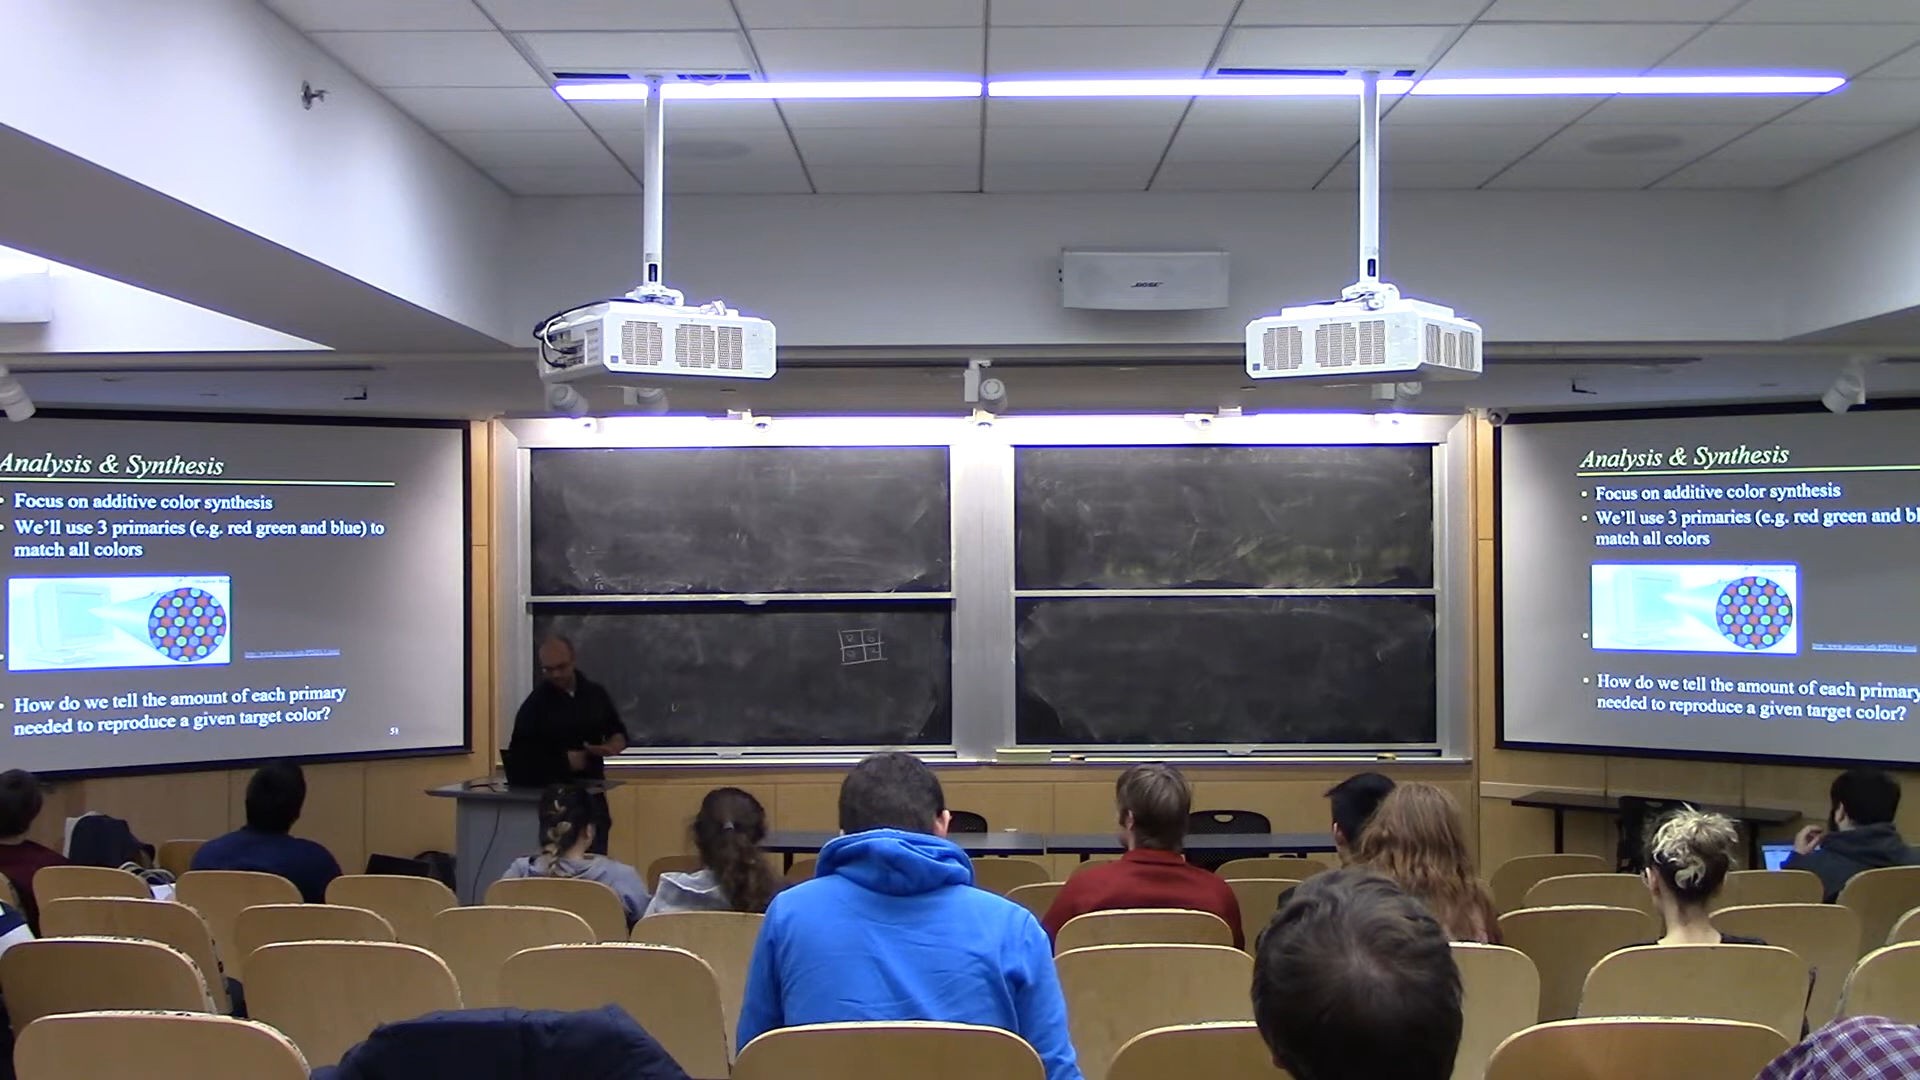 BOSE
Analysis & Synthesis
• Focus on additive color synthesis
• We'll use 3 primaries (e.g. red green and blue) to
match all colors
• How do we tell the amount of each primary
needed to reproduce a given target color?
51
Analysis & Synthesis
• Focus on additive color synthesis
• We'll use 3 primaries (e.g. red green and bl
match all colors
• How do we tell the amount of each primary
needed to reproduce a given target color?